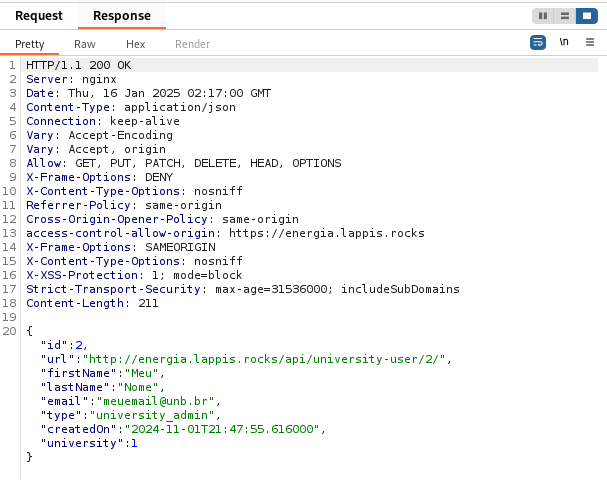 Request Response
Pretty Raw Hex Render \n
1 HTTP/1.1 200 OK
2 Server: nginx
3 Date: Thu, 16 Jan 2025 02:17:00 GMT
4 Content-Type: application/json
5 Connection: keep-alive
6 Vary: Accept-Encoding
7 Vary: Accept, origin
8 Allow: GET, PUT, PATCH, DELETE, HEAD, OPTIONS
9 X-Frame-Options: DENY
10 X-Content-Type-Options: nosniff
11 Referrer-Policy: same-origin
12 Cross-Origin-Opener-Policy: same-origin
13 access-control-allow-origin: https://energia.lappis.rocks
14 X-Frame-Options: SAMEORIGIN
15 X-Content-Type-Options: nosniff
16 X-XSS-Protection: 1; mode=block
17 Strict-Transport-Security: max-age=31536000; includeSubDomains
18 Content-Length: 211
19
20 {
"id":2,
"url":"http://energia.lappis.rocks/api/university-user/2/",
"firstName":"Meu",
"lastName":"Nome",
"email":"meuemail@unb.br",
"type":"university_admin",
"createdOn":"2024-11-01T21:47:55.616000",
"university":1
}